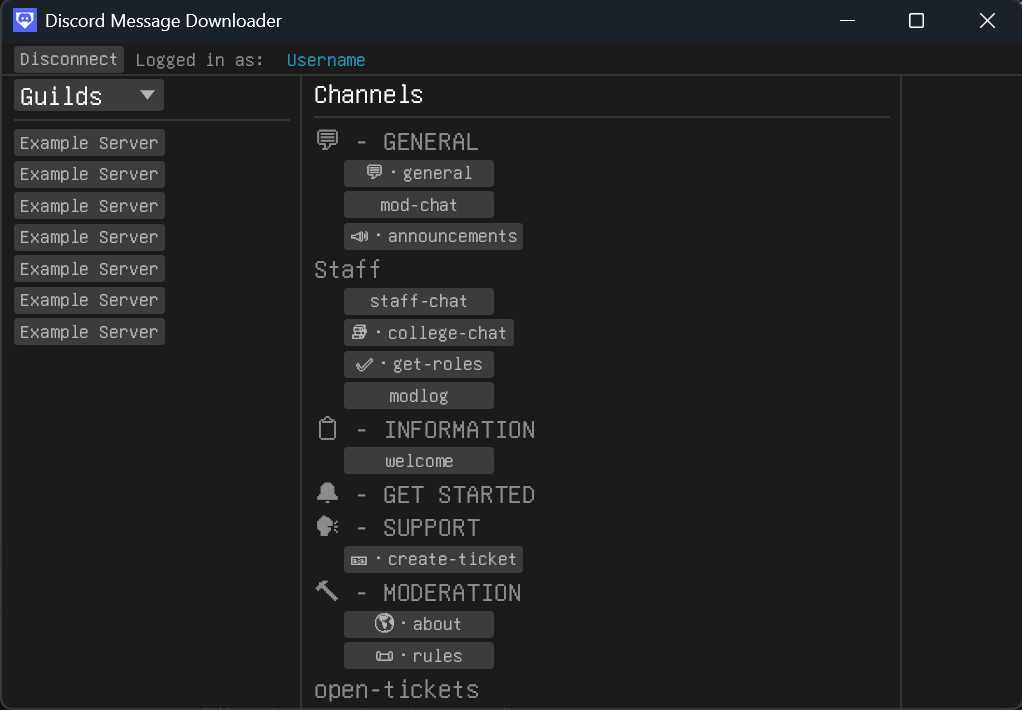 Discord Message Downloader
Disconnect Logged in as: Username
Guilds
Example Server
Example Server
Example Server
Example Server
Example Server
Example Server
Example Server
Channels
- GENERAL
·general
mod-chat
·announcements
Staff
staff-chat
·college-chat
·get-roles
modlog
- INFORMATION
welcome
- GET STARTED
- SUPPORT
·create-ticket
- MODERATION
·about
·rules
open-tickets